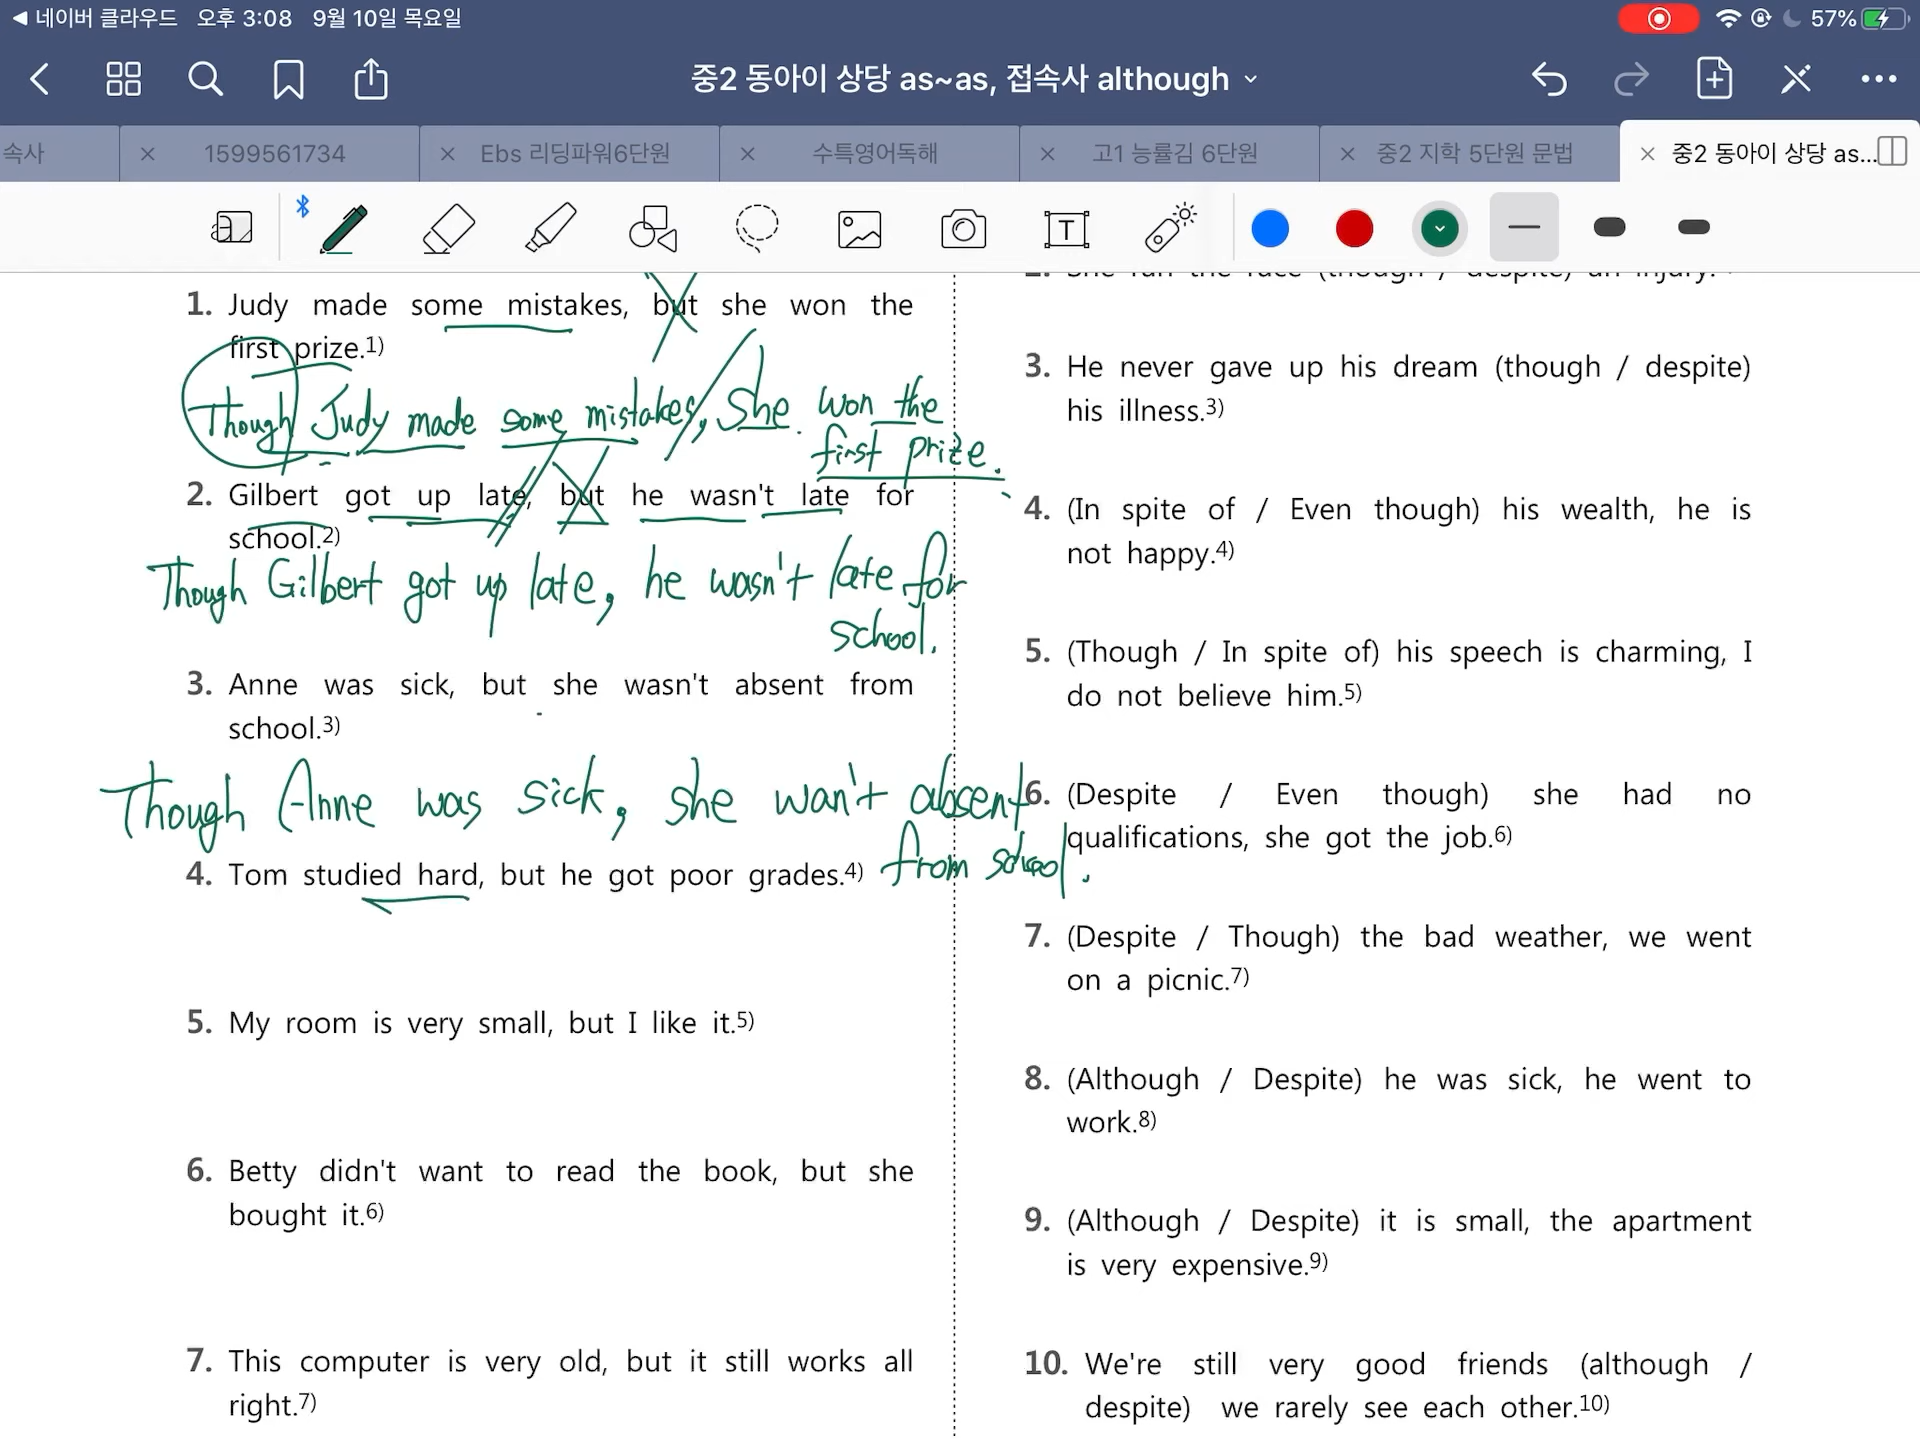 네이버 클라우드 오후 3:08 9월 10일 목요일 57%
중2 동아이 상당 as~as, 접속사 although
속사 1599561734 Ebs 리딩파워6단원 수특영어독해 고1 능률김 6단원 중2 지학 5단원 문법 중2 동아이 상당 as...
1. Judy made some mistakes, but she won the
first prize.1)
Though Judy made some mistakes, She won the
first prize.
2. Gilbert got up late, but he wasn't late for
school.2)
Though Gilbert got up late, he wasn't late for
school.
3. Anne was sick, but she wasn't absent from
school.3)
Though Anne was sick, she wan't absent
from school.
4. Tom studied hard, but he got poor grades.4)
5. My room is very small, but I like it.5)
6. Betty didn't want to read the book, but she
bought it.6)
7. This computer is very old, but it still works all
right.7)
2. She ran the race (though / despite) an injury.
3. He never gave up his dream (though / despite)
his illness.3)
4. (In spite of / Even though) his wealth, he is
not happy.4)
5. (Though / In spite of) his speech is charming, I
do not believe him.5)
6. (Despite / Even though) she had no
qualifications, she got the job.6)
7. (Despite / Though) the bad weather, we went
on a picnic.7)
8. (Although / Despite) he was sick, he went to
work.8)
9. (Although / Despite) it is small, the apartment
is very expensive.9)
10. We're still very good friends (although /
despite) we rarely see each other.10)